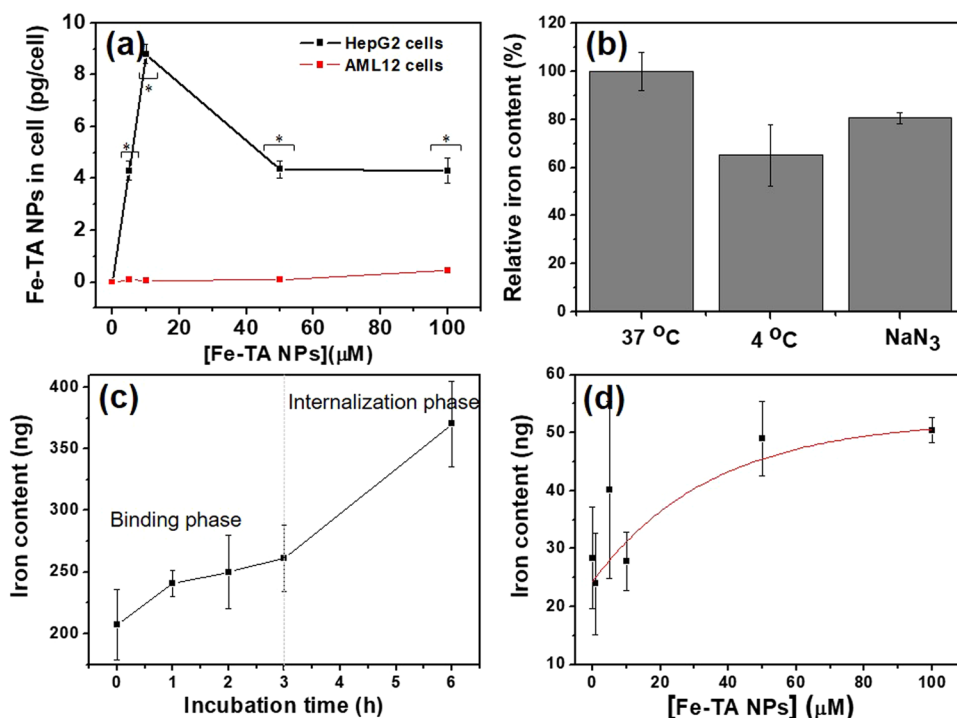 (a)
HepG2 cells
AML12 cells
*
*
*
*
Fe-TA NPs in cell (pg/cell)
10
8
6
4
2
0
0 20 40 60 80 100
[Fe-TA NPs](µM)
(b)
Relative iron content (%)
120
100
80
60
40
20
0
37 °C 4 °C NaN3
(c)
Internalization phase
Binding phase
Iron content (ng)
400
350
300
250
200
0 1 2 3 4 5 6
Incubation time (h)
(d)
Iron content (ng)
60
50
40
30
20
10
0 20 40 60 80 100
[Fe-TA NPs] (µM)